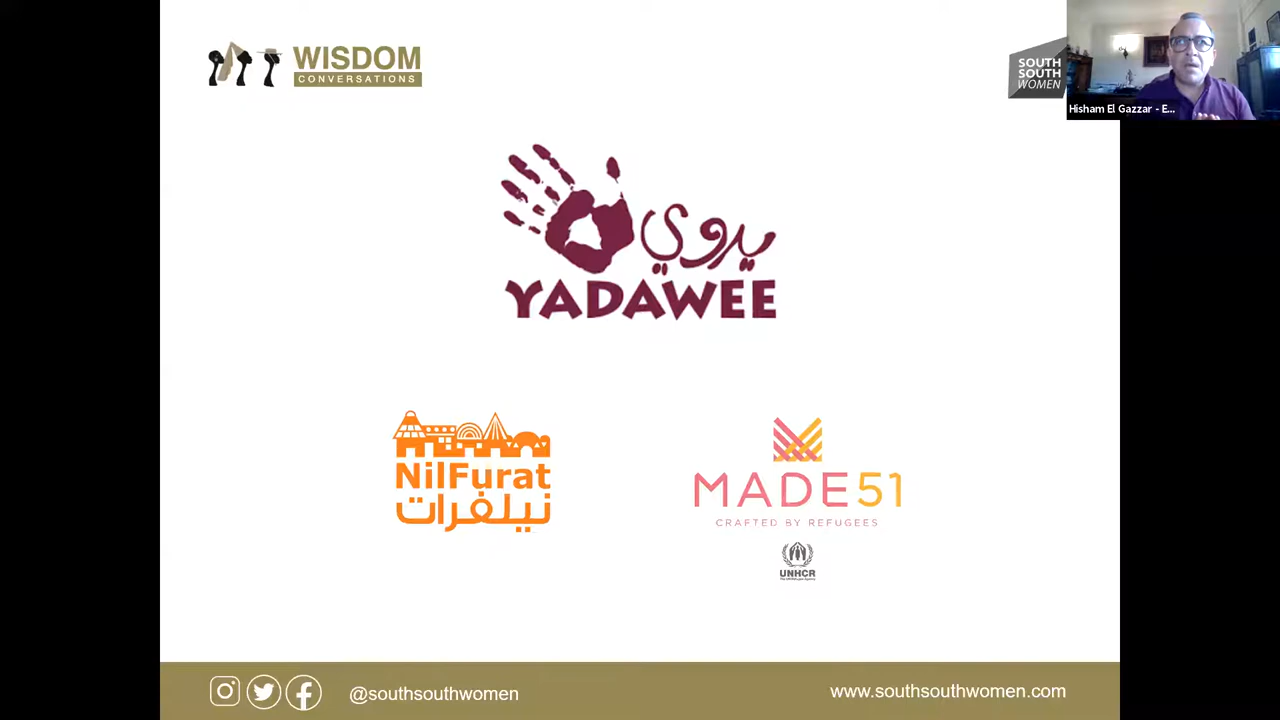 WISDOM
CONVERSATIONS
SOUTH
SOUTH
WOMEN
Hisham El Gazzar - E...
يدوي
YADAWEE
NilFurat
نيلفرات
MADE51
CRAFTED BY REFUGEES
UNHCR
@southsouthwomen
www.southsouthwomen.com